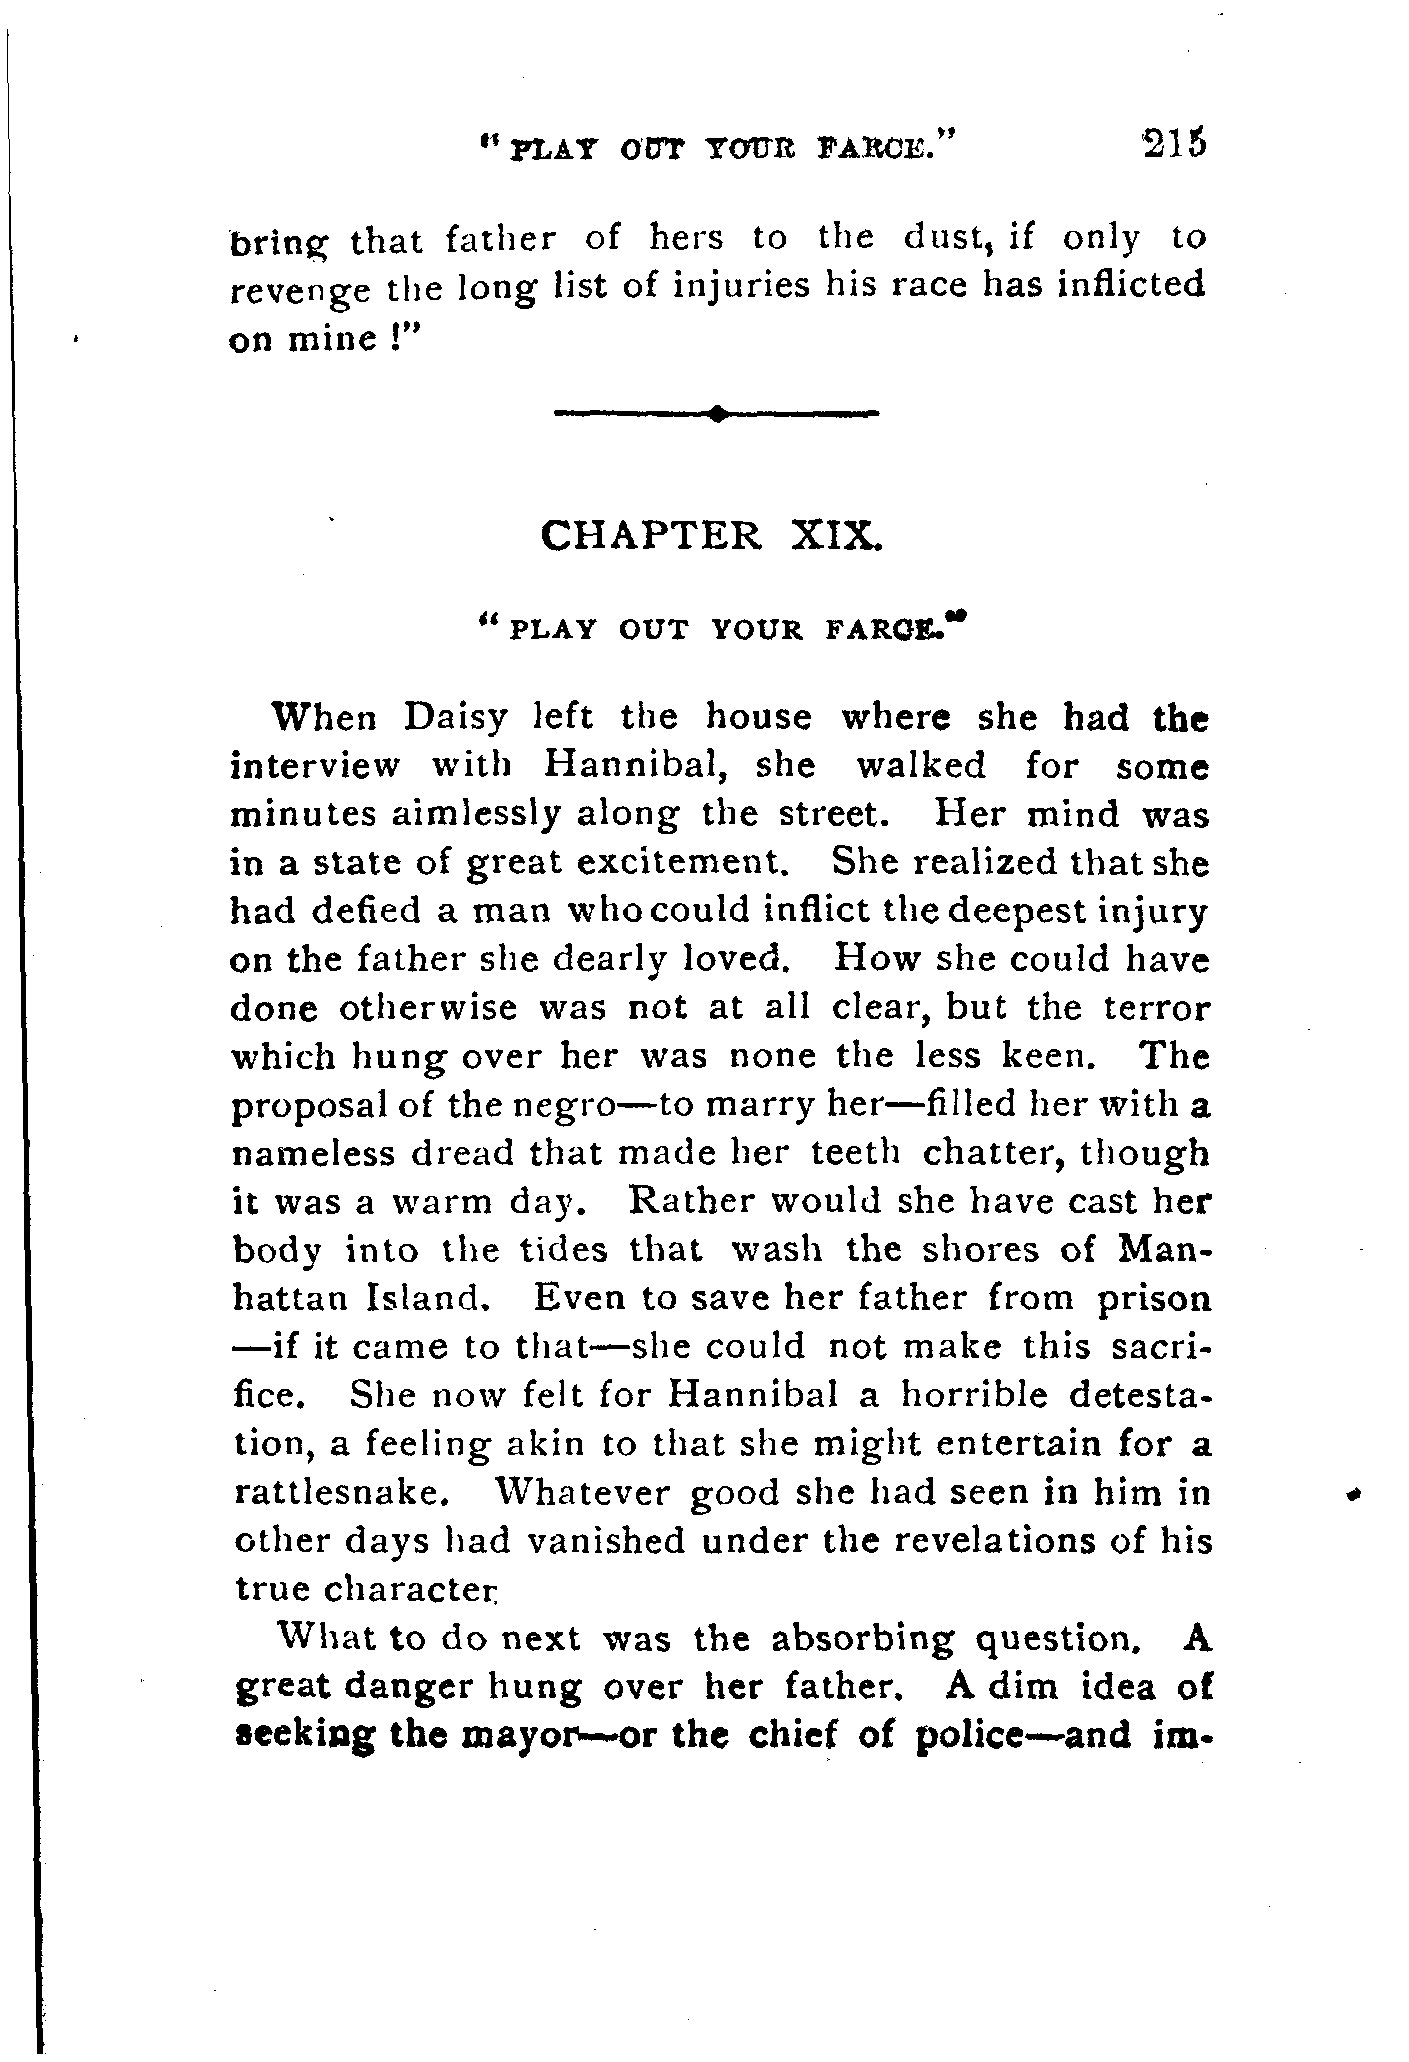 "PLAY OUT YOUR FARCE." 215
bring that father of hers to the dust, if only to
revenge the long list of injuries his race has inflicted
on mine !"
CHAPTER XIX.
"PLAY OUT YOUR FARCE."
When Daisy left the house where she had the
interview with Hannibal, she walked for some
minutes aimlessly along the street. Her mind was
in a state of great excitement. She realized that she
had defied a man who could inflict the deepest injury
on the father she dearly loved. How she could have
done otherwise was not at all clear, but the terror
which hung over her was none the less keen. The
proposal of the negro—to marry her—filled her with a
nameless dread that made her teeth chatter, though
it was a warm day. Rather would she have cast her
body into the tides that wash the shores of Man-
hattan Island. Even to save her father from prison
—if it came to that—she could not make this sacri-
fice. She now felt for Hannibal a horrible detesta-
tion, a feeling akin to that she might entertain for a
rattlesnake. Whatever good she had seen in him in
other days had vanished under the revelations of his
true character.
What to do next was the absorbing question. A
great danger hung over her father. A dim idea of
seeking the mayor—or the chief of police—and im-